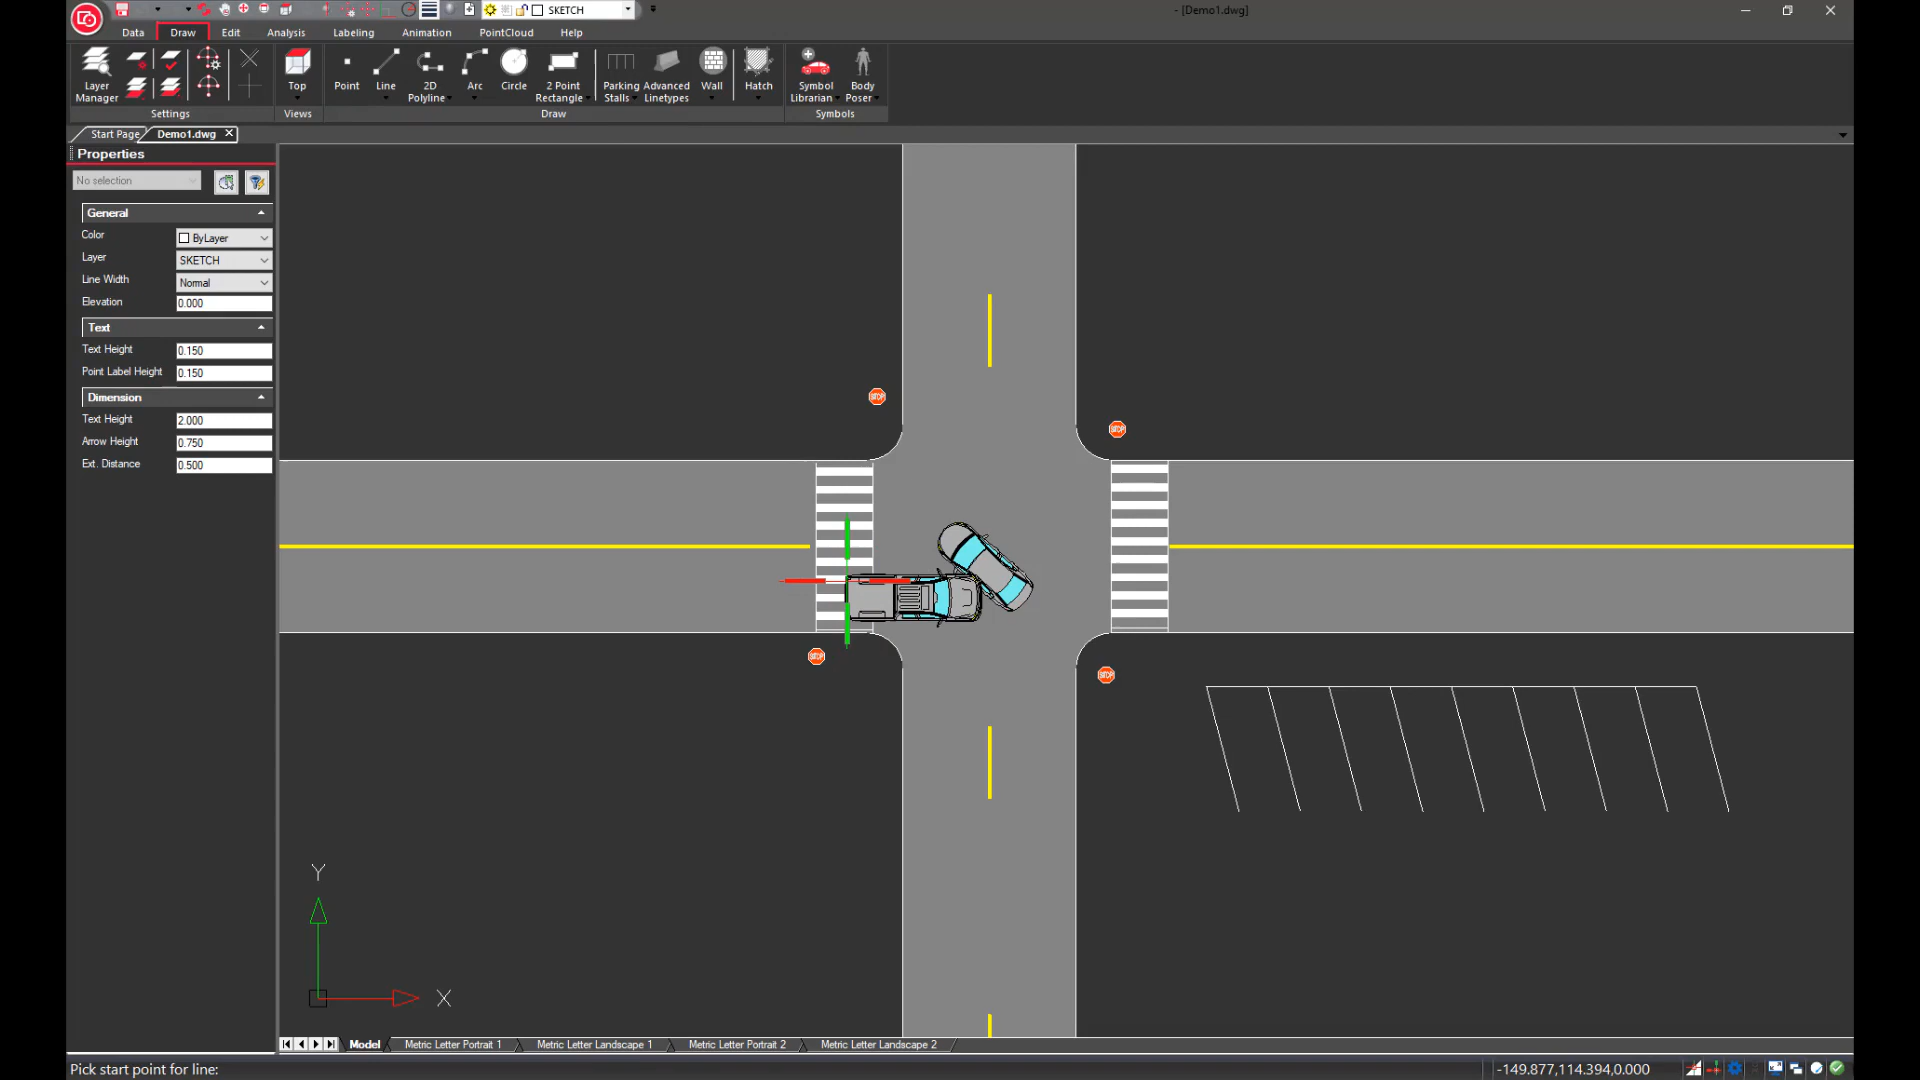 SKETCH
- [Demo1.dwg]
Data Draw Edit Analysis Labeling Animation PointCloud Help
Layer Manager
Top
Point
Line
2D Polyline
Arc
Circle
2 Point Rectangle
Parking Stalls
Advanced Linetypes
Wall
Hatch
Symbol Librarian
Body Poser
Settings Views Draw Symbols
Start Page Demo1.dwg
Properties
No selection
General
Color ByLayer
Layer SKETCH
Line Width Normal
Elevation 0.000
Text
Text Height 0.150
Point Label Height 0.150
Dimension
Text Height 2.000
Arrow Height 0.750
Ext. Distance 0.500
STOP
STOP
STOP
STOP
Y
X
Model Metric Letter Portrait 1 Metric Letter Landscape 1 Metric Letter Portrait 2 Metric Letter Landscape 2
Pick start point for line:
-149.877,114.394,0.000